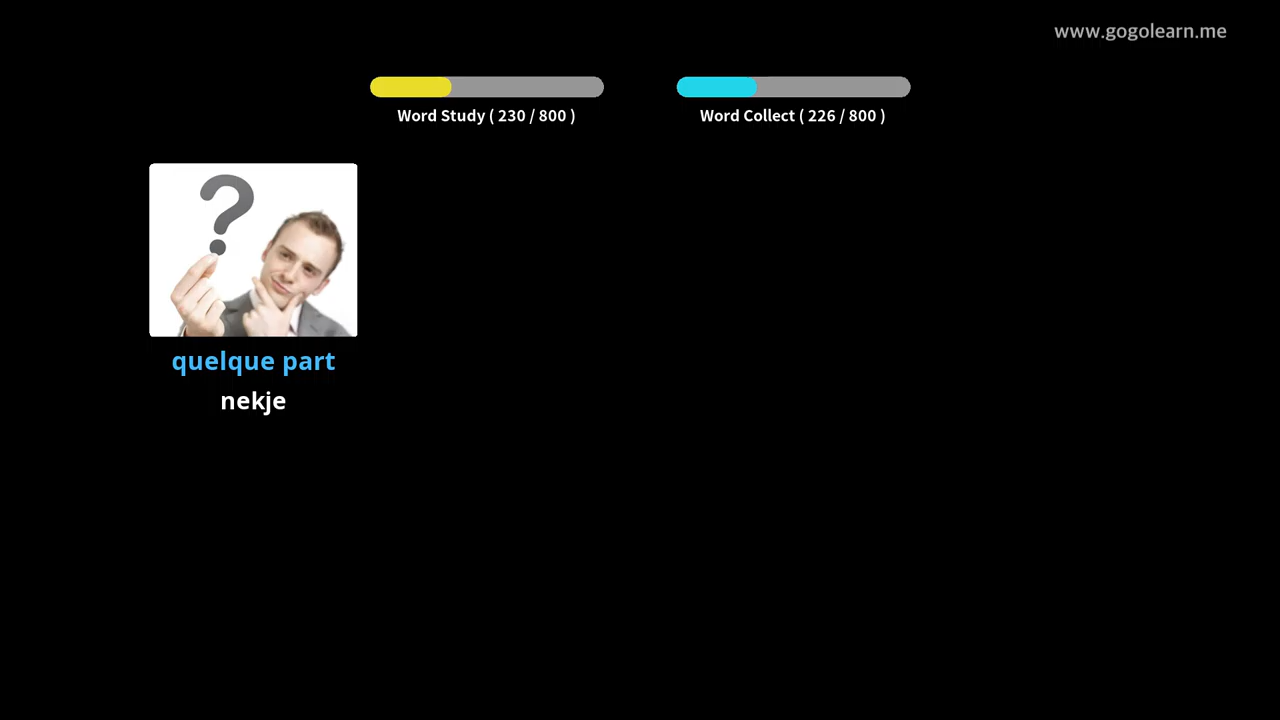 www.gogolearn.me
Word Study ( 230 / 800 )
Word Collect ( 226 / 800 )
?
quelque part
nekje